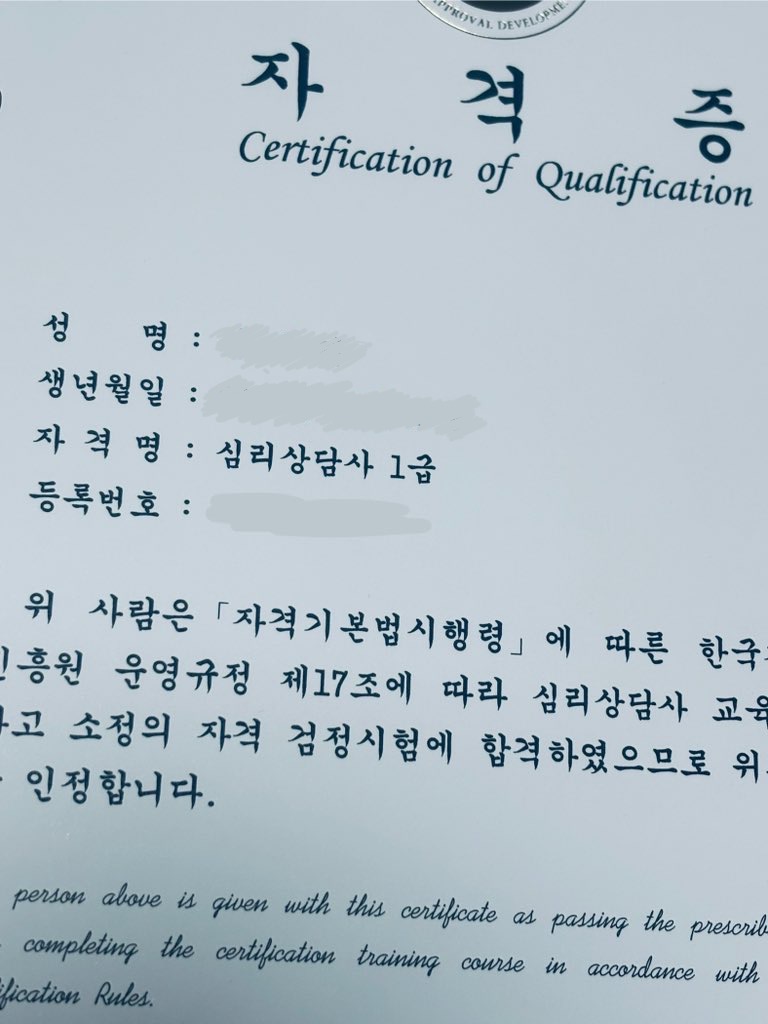 APPROVAL DEVELOPME
자 격 증
Certification of Qualification
성 명 :
생년월일 :
자 격 명 : 심리상담사 1급
등록번호 :
위 사람은 「자격기본법시행령」에 따른 한국
흥원 운영규정 제17조에 따라 심리상담사 교육
하고 소정의 자격 검정시험에 합격하였으므로 위
인정합니다.
person above is given with this certificate as passing the prescrib
completing the certification training course in accordance with
ification Rules.